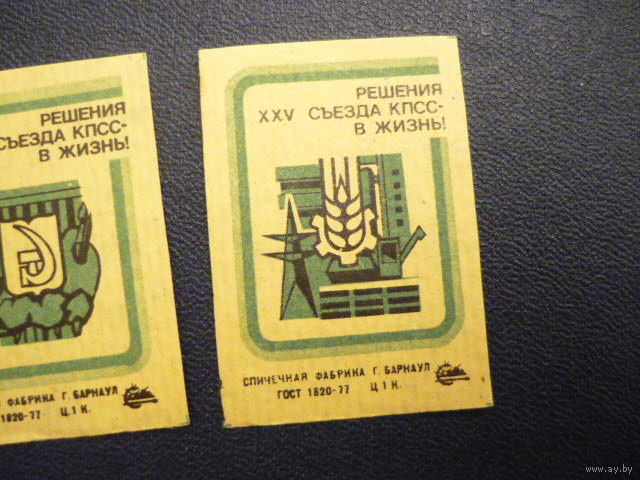 РЕШЕНИЯ
СЪЕЗДА КПСС-
В ЖИЗНЬ!
ФАБРИКА Г. БАРНАУЛ
1820-77 Ц.1 К.
РЕШЕНИЯ
XXV СЪЕЗДА КПСС-
В ЖИЗНЬ!
СПИЧЕЧНАЯ ФАБРИКА Г. БАРНАУЛ
ГОСТ 1820-77 Ц.1 К.
www.ay.by